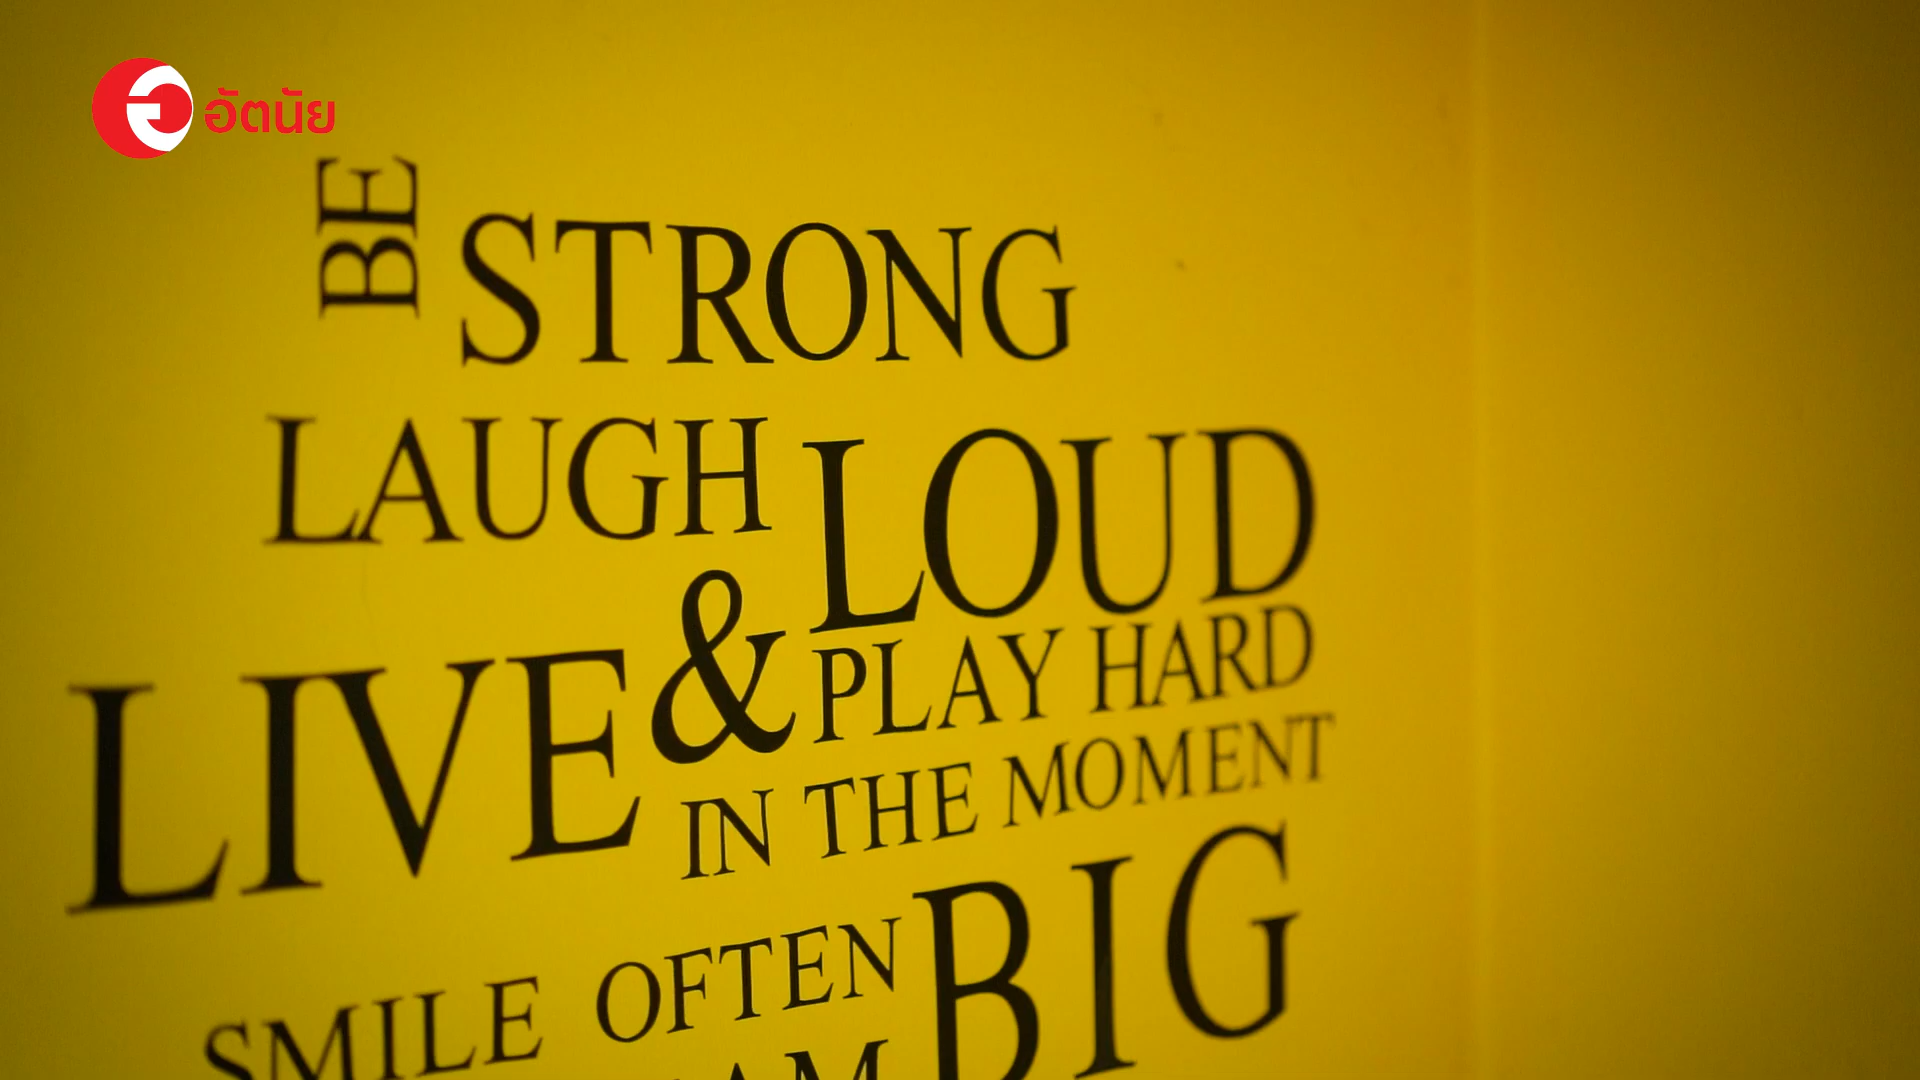 อัตนัย
BE STRONG
LAUGH LOUD
LIVE & PLAY HARD
IN THE MOMENT
SMILE OFTEN
BIG